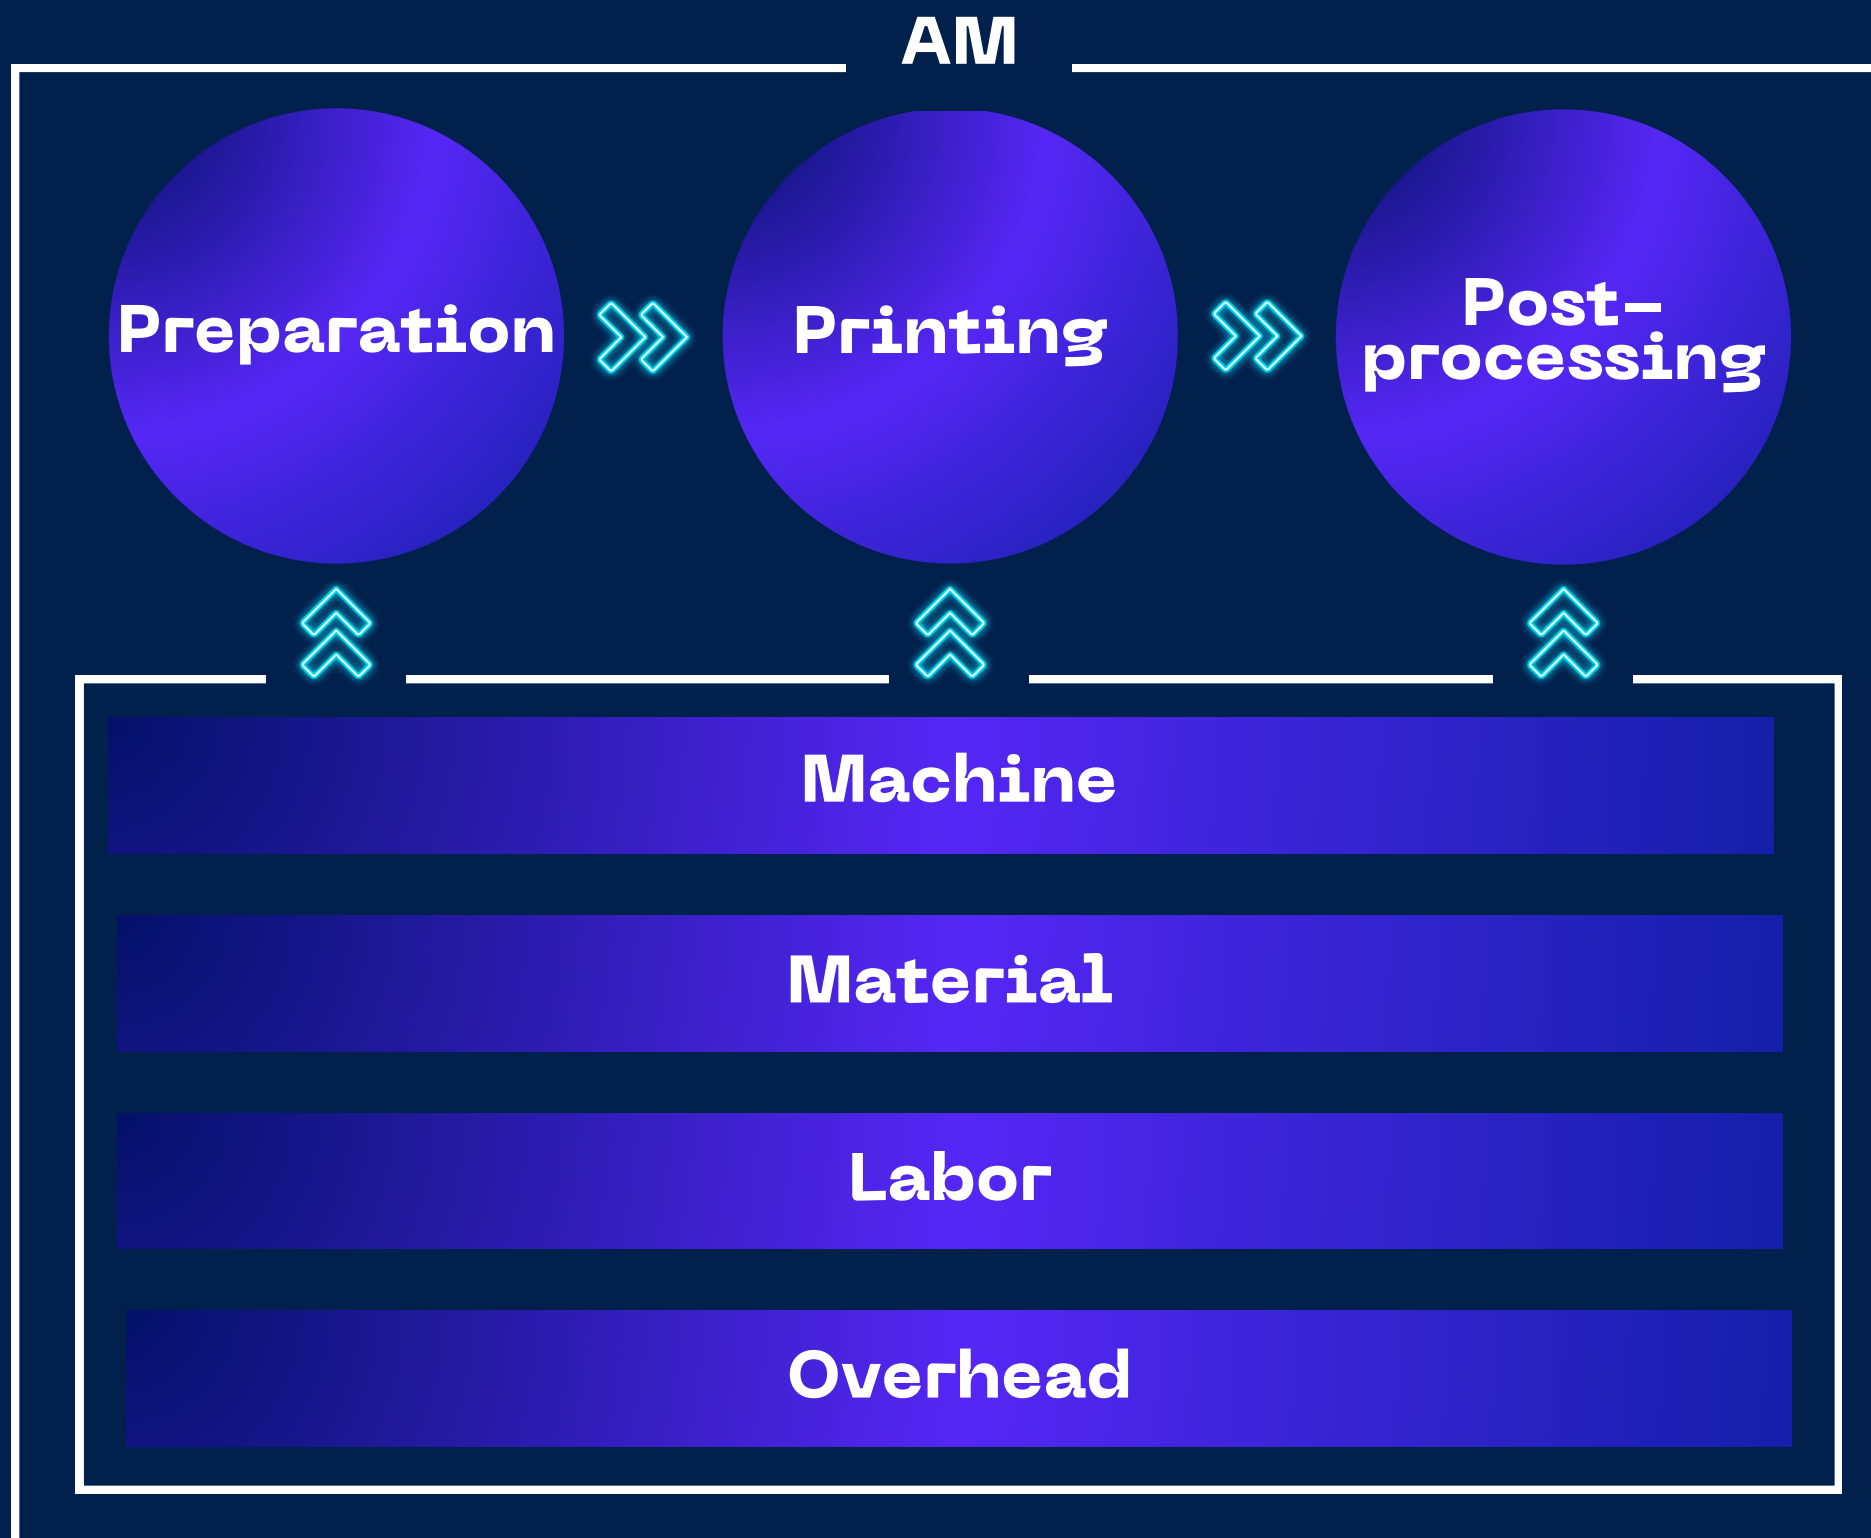 AM
Preparation
Printing
Post-
processing
Machine
Material
Labor
Overhead